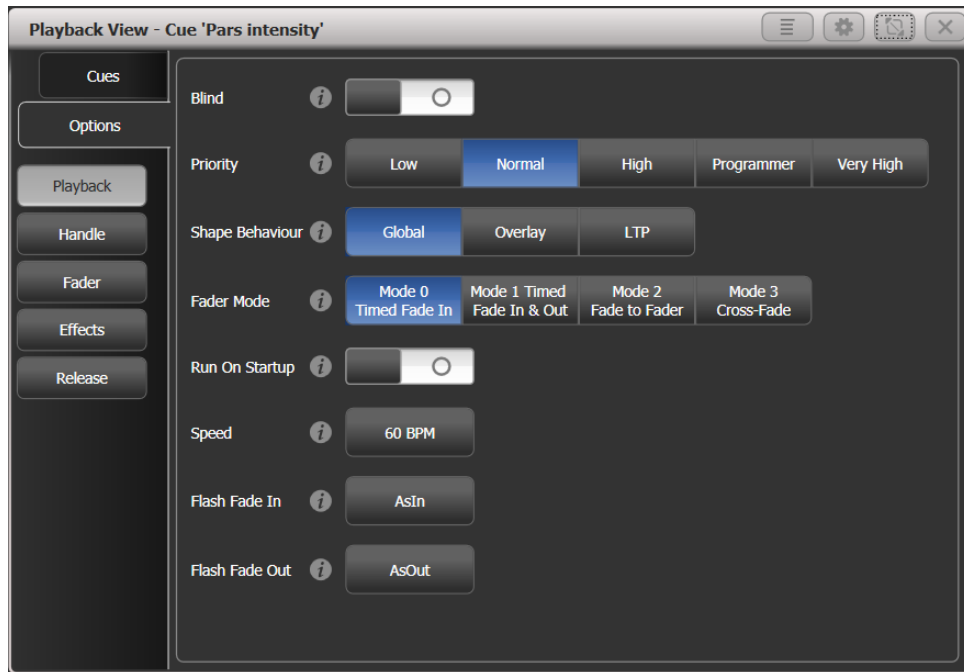 Playback View - Cue 'Pars intensity'
Cues
Options
Playback
Handle
Fader
Effects
Release
Blind
Priority Low Normal High Programmer Very High
Shape Behaviour Global Overlay LTP
Fader Mode Mode 0 Timed Fade In Mode 1 Timed Fade In & Out Mode 2 Fade to Fader Mode 3 Cross-Fade
Run On Startup
Speed 60 BPM
Flash Fade In AsIn
Flash Fade Out AsOut